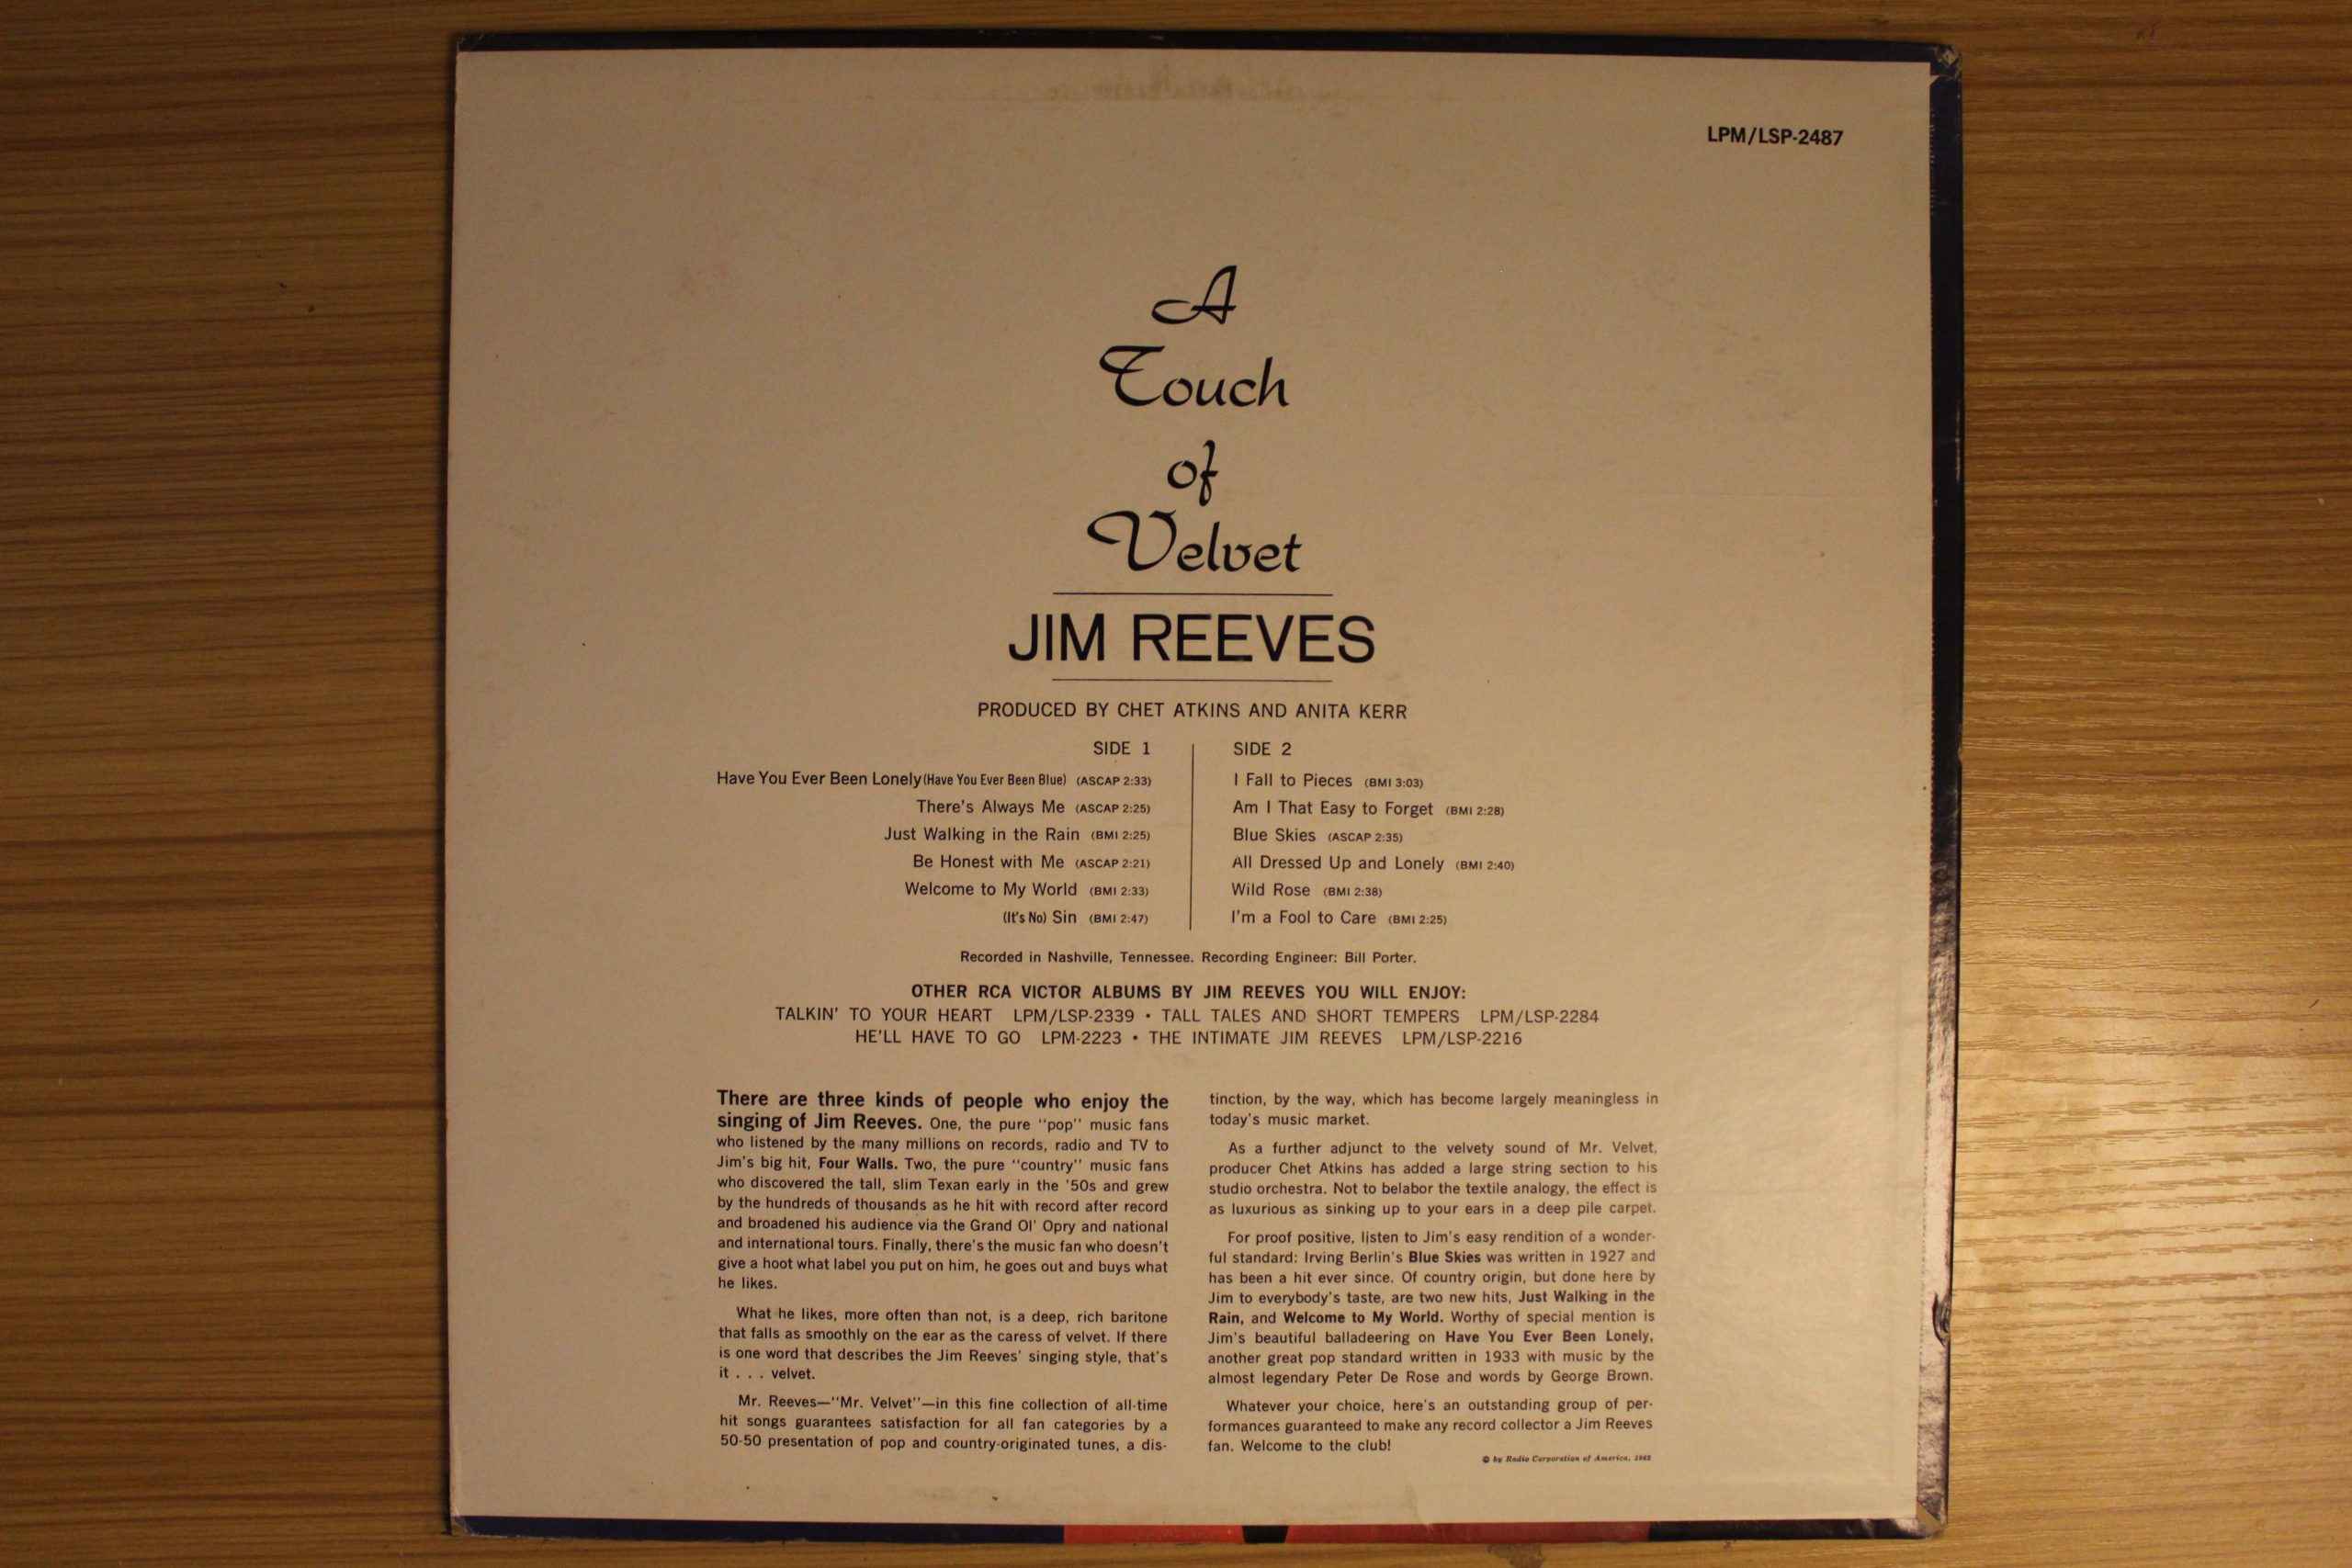 LPM/LSP-2487
A
Touch
of
Velvet
JIM REEVES
PRODUCED BY CHET ATKINS AND ANITA KERR
SIDE 1
Have You Ever Been Lonely (Have You Ever Been Blue) (ASCAP 2:33)
There's Always Me (ASCAP 2:25)
Just Walking in the Rain (BMI 2:25)
Be Honest with Me (ASCAP 2:21)
Welcome to My World (BMI 2:33)
(It's No) Sin (BMI 2:47)
SIDE 2
I Fall to Pieces (BMI 3:03)
Am I That Easy to Forget (BMI 2:28)
Blue Skies (ASCAP 2:35)
All Dressed Up and Lonely (BMI 2:40)
Wild Rose (BMI 2:38)
I'm a Fool to Care (BMI 2:25)
Recorded in Nashville, Tennessee. Recording Engineer: Bill Porter.
OTHER RCA VICTOR ALBUMS BY JIM REEVES YOU WILL ENJOY:
TALKIN' TO YOUR HEART LPM/LSP-2339 • TALL TALES AND SHORT TEMPERS LPM/LSP-2284
HE'LL HAVE TO GO LPM-2223 • THE INTIMATE JIM REEVES LPM/LSP-2216
There are three kinds of people who enjoy the
singing of Jim Reeves. One, the pure "pop" music fans
who listened by the many millions on records, radio and TV to
Jim's big hit, Four Walls. Two, the pure "country" music fans
who discovered the tall, slim Texan early in the '50s and grew
by the hundreds of thousands as he hit with record after record
and broadened his audience via the Grand Ol' Opry and national
and international tours. Finally, there's the music fan who doesn't
give a hoot what label you put on him, he goes out and buys what
he likes.
What he likes, more often than not, is a deep, rich baritone
that falls as smoothly on the ear as the caress of velvet. If there
is one word that describes the Jim Reeves' singing style, that's
it . . . velvet.
Mr. Reeves—"Mr. Velvet"—in this fine collection of all-time
hit songs guarantees satisfaction for all fan categories by a
50-50 presentation of pop and country-originated tunes, a dis-
tinction, by the way, which has become largely meaningless in
today's music market.
As a further adjunct to the velvety sound of Mr. Velvet,
producer Chet Atkins has added a large string section to his
studio orchestra. Not to belabor the textile analogy, the effect is
as luxurious as sinking up to your ears in a deep pile carpet.
For proof positive, listen to Jim's easy rendition of a wonder-
ful standard: Irving Berlin's Blue Skies was written in 1927 and
has been a hit ever since. Of country origin, but done here by
Jim to everybody's taste, are two new hits, Just Walking in the
Rain, and Welcome to My World. Worthy of special mention is
Jim's beautiful balladeering on Have You Ever Been Lonely,
another great pop standard written in 1933 with music by the
almost legendary Peter De Rose and words by George Brown.
Whatever your choice, here's an outstanding group of per-
formances guaranteed to make any record collector a Jim Reeves
fan. Welcome to the club!
© by Radio Corporation of America, 1962